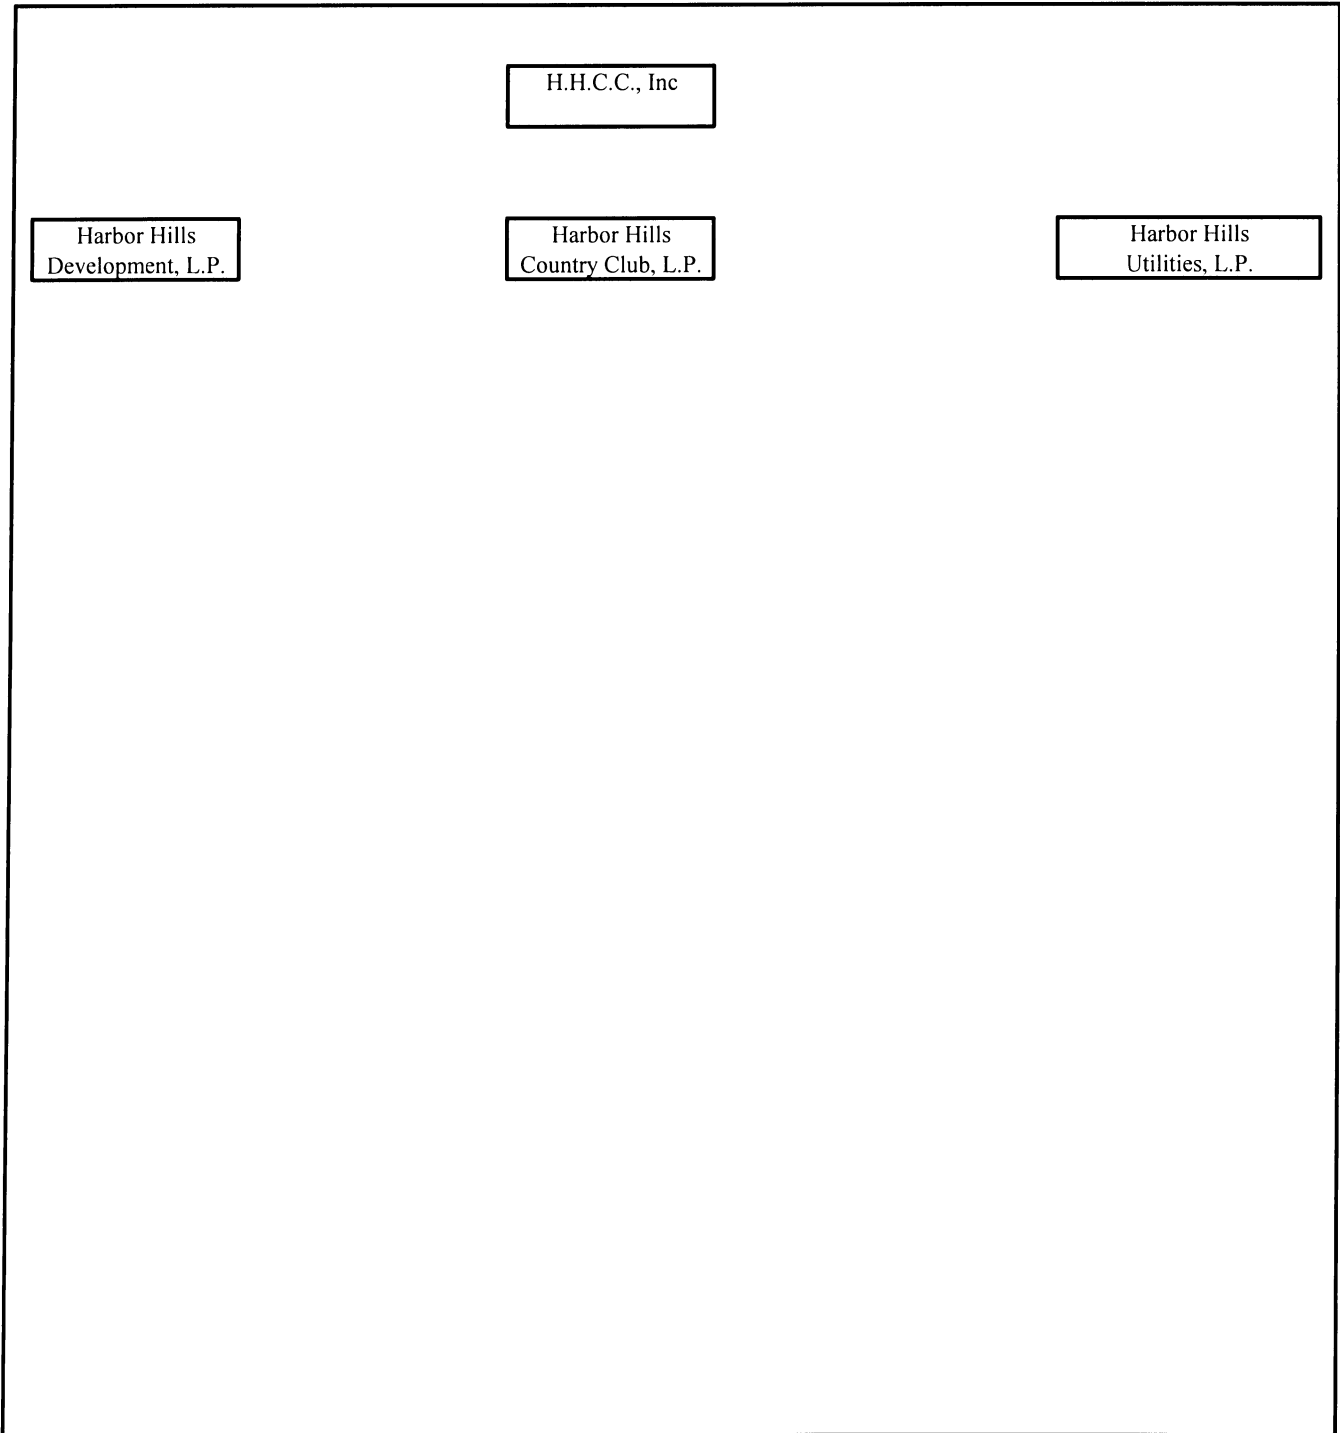 H.H.C.C., Inc
Harbor Hills
Development, L.P.
Harbor Hills
Country Club, L.P.
Harbor Hills
Utilities, L.P.